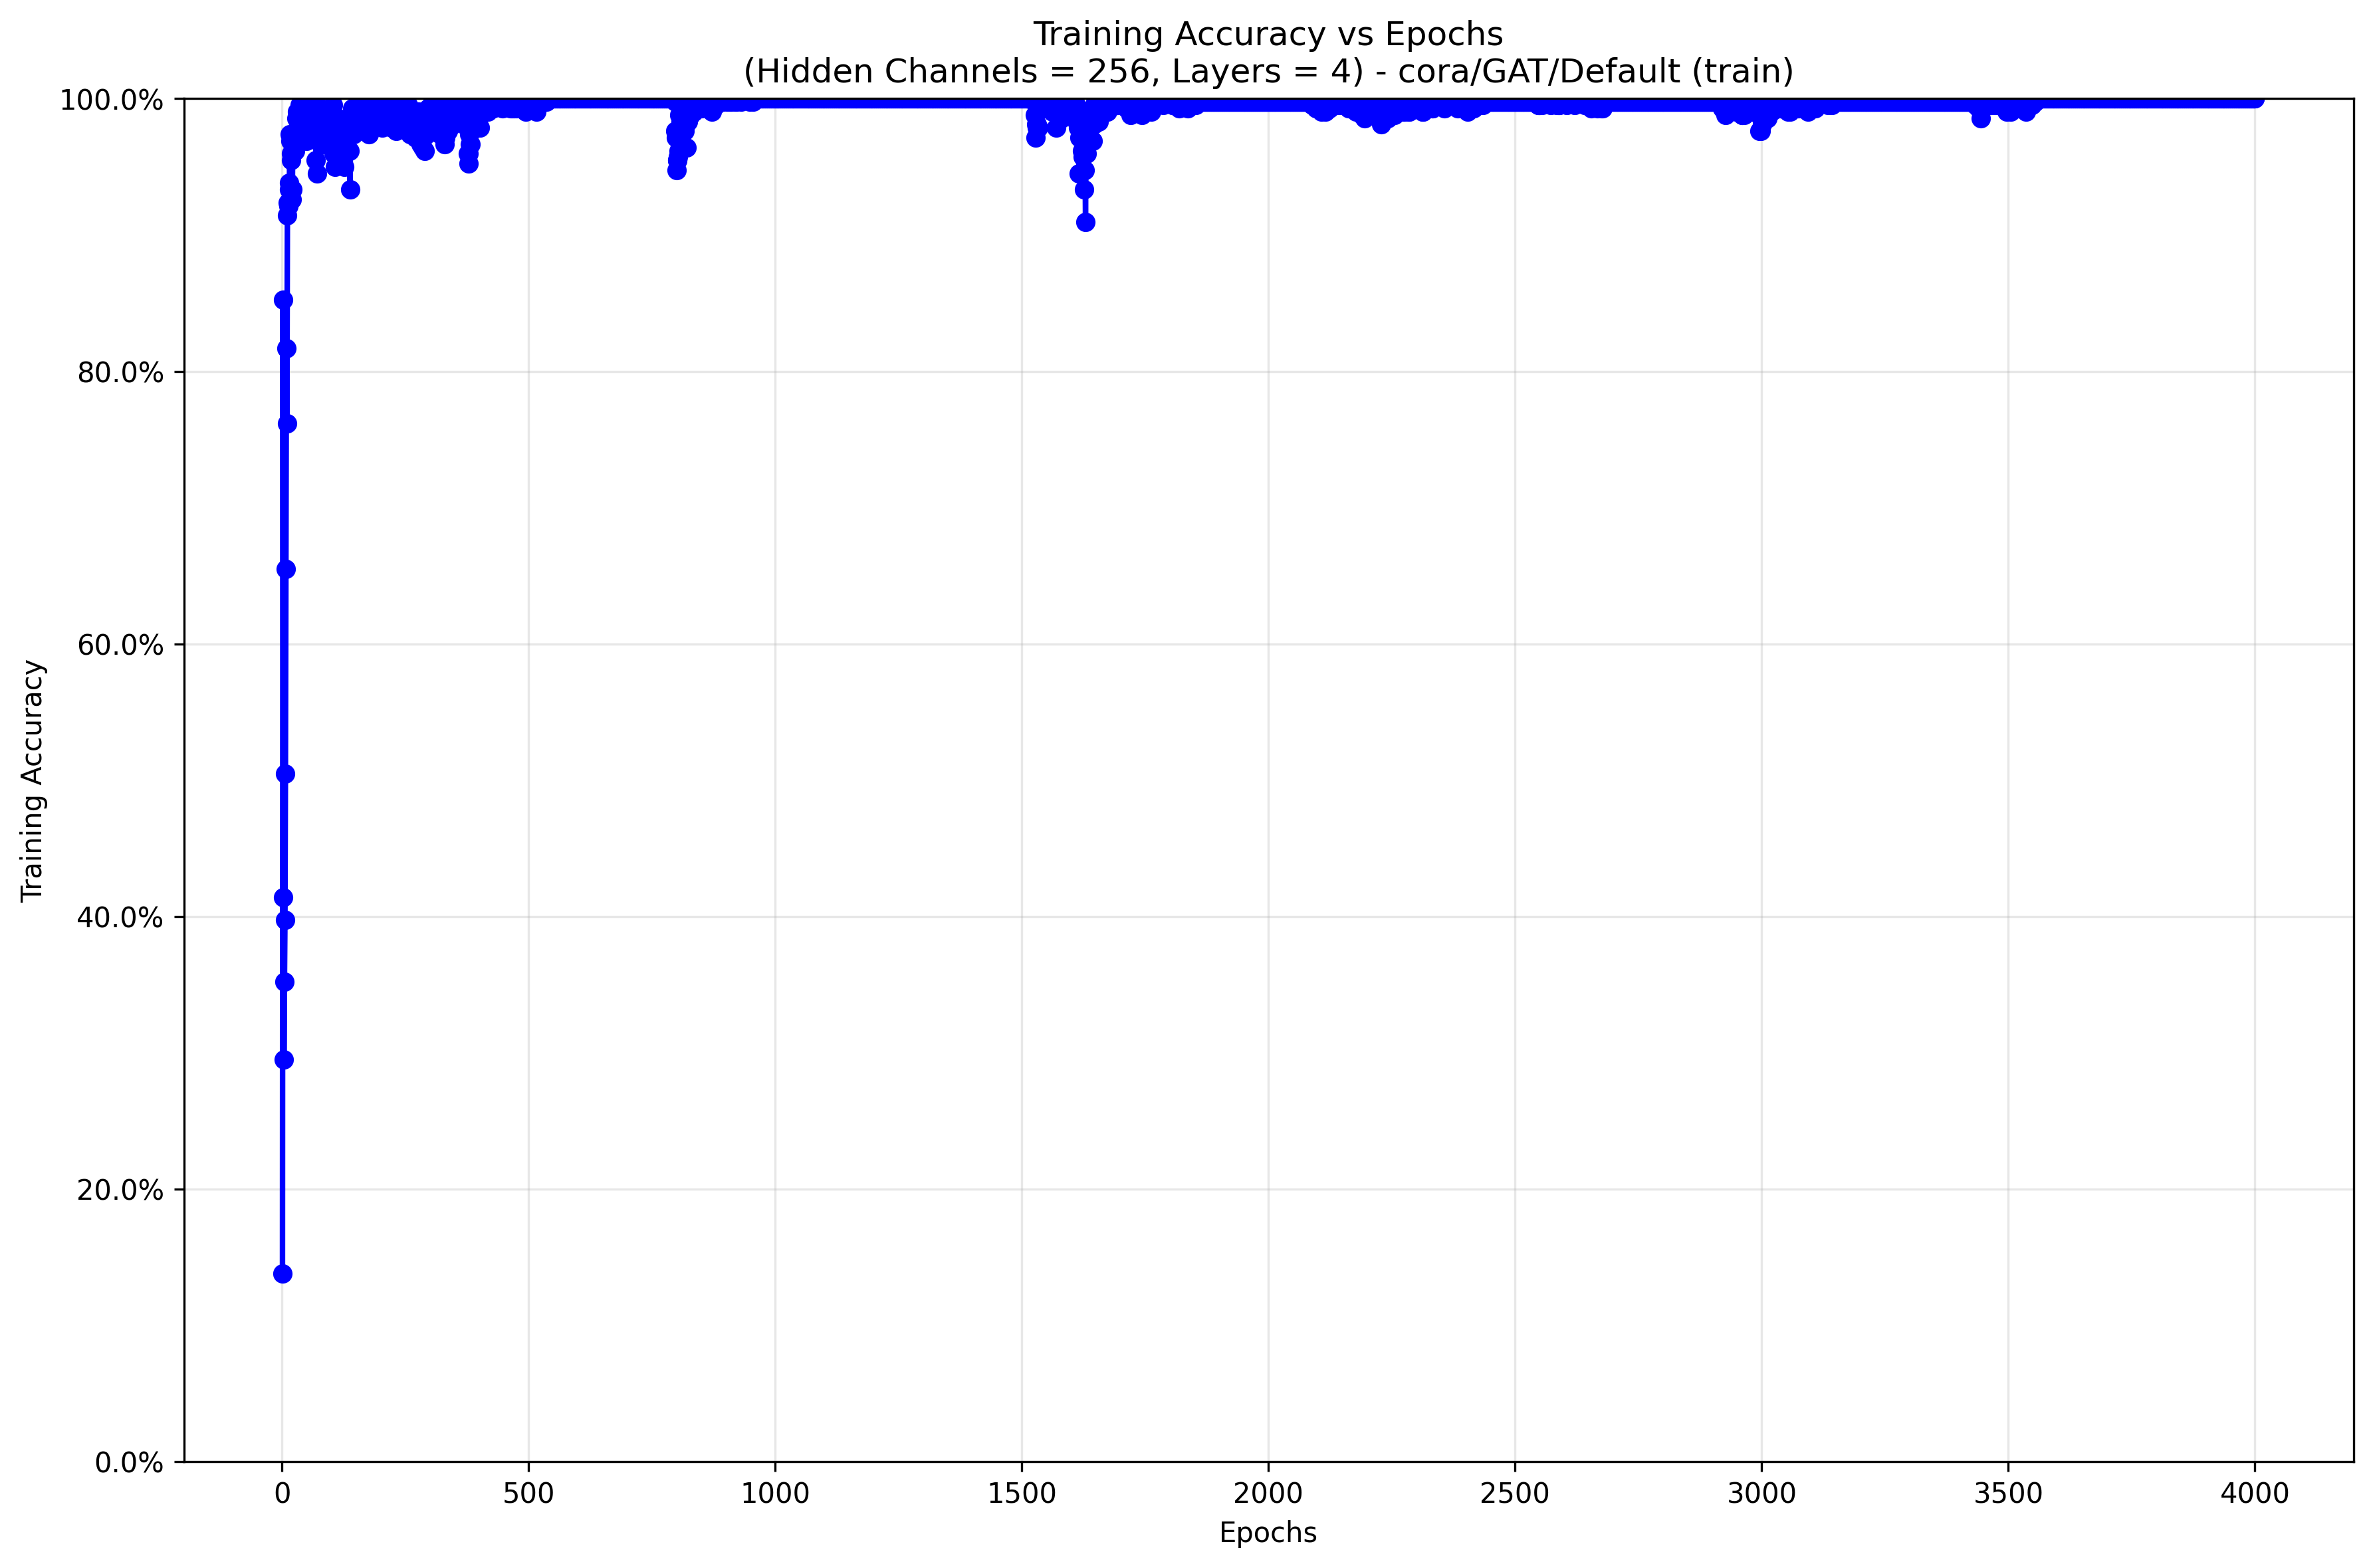 Training Accuracy vs Epochs
(Hidden Channels = 256, Layers = 4) - cora/GAT/Default (train)
100.0%
80.0%
60.0%
40.0%
20.0%
0.0%
Training Accuracy
0 500 1000 1500 2000 2500 3000 3500 4000
Epochs